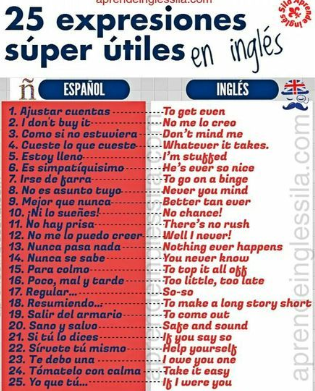 aprendeinglessila.com
25 expresiones
súper útiles en inglés
ñ ESPAÑOL INGLÉS
1. Ajustar cuentas To get even
2. I don't buy it No me lo creo
3. Como si no estuviera Don't mind me
4. Cueste lo que cueste Whatever it takes.
5. Estoy lleno I'm stuffed
6. Es simpatíquisimo He's ever so nice
7. Irse de farra To go on a binge
8. No es asunto tuyo Never you mind
9. Mejor que nunca Better tan ever
10. ¡Ni lo sueñes! No chance!
11. No hay prisa There's no rush
12. No me lo puedo creer Well I never!
13. Nunca pasa nada Nothing ever happens
14. Nunca se sabe You never know
15. Para colmo To top it all off
16. Poco, mal y tarde Too little, too late
17. Regular... So-so
18. Resumiendo... To make a long story short
19. Salir del armario To come out
20. Sano y salvo Safe and sound
21. Si tú lo dices If you say so
22. Sírvete tú mismo Help yourself
23. Te debo una I owe you one
24. Tómatelo con calma Take it easy
25. Yo que tú... If I were you
aprendeinglessila.com